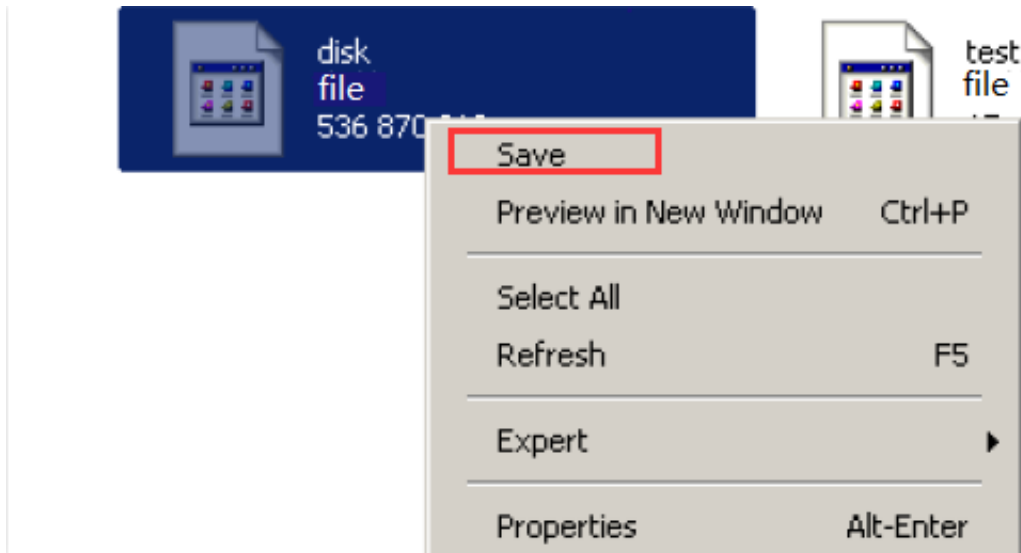 disk
file
536 870
test
file
Save
Preview in New Window Ctrl+P
Select All
Refresh F5
Expert
Properties Alt-Enter